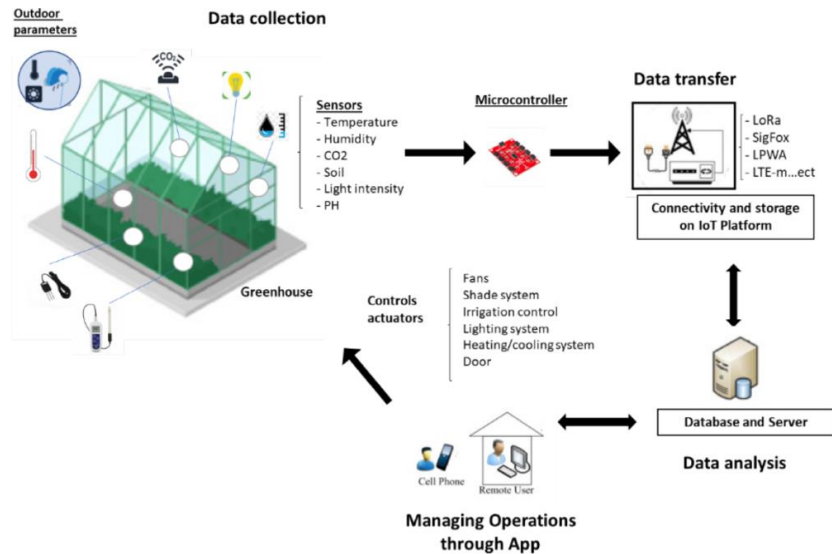 Outdoor
parameters
Data collection
CO2
Sensors
- Temperature
- Humidity
- CO2
- Soil
- Light intensity
- PH
Greenhouse
Microcontroller
Data transfer
- LoRa
- SigFox
- LPWA
- LTE-m...ect
Connectivity and storage
on IoT Platform
Controls
actuators
Fans
Shade system
Irrigation control
Lighting system
Heating/cooling system
Door
Database and Server
Data analysis
Cell Phone
Remote User
Managing Operations
through App